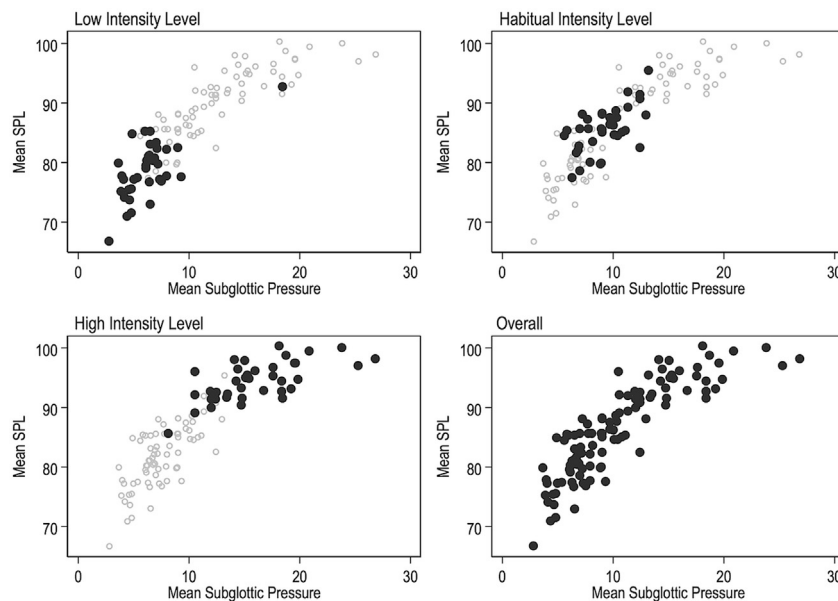 Low Intensity Level
100
90
80
70
Mean SPL
0 10 20 30
Mean Subglottic Pressure
Habitual Intensity Level
100
90
80
70
Mean SPL
0 10 20 30
Mean Subglottic Pressure
High Intensity Level
100
90
80
70
Mean SPL
0 10 20 30
Mean Subglottic Pressure
Overall
100
90
80
70
Mean SPL
0 10 20 30
Mean Subglottic Pressure